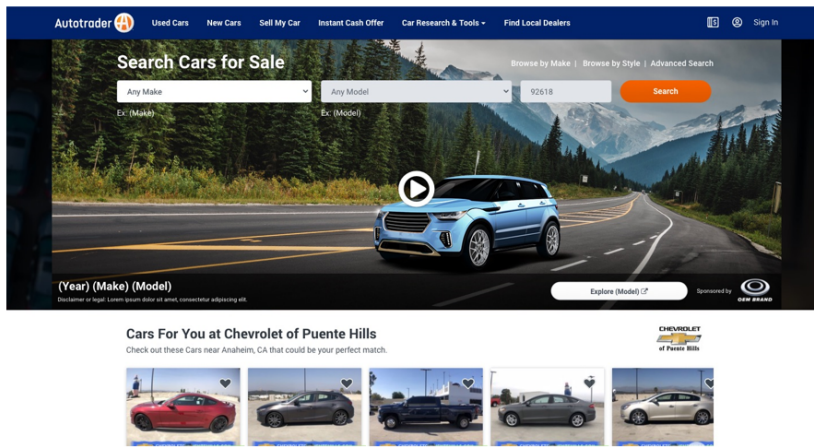 Autotrader
Used Cars
New Cars
Sell My Car
Instant Cash Offer
Car Research & Tools
Find Local Dealers
Sign In
Search Cars for Sale
Browse by Make | Browse by Style | Advanced Search
Any Make
Any Model
92618
Search
Ex: (Make)
Ex: (Model)
(Year) (Make) (Model)
Disclaimer or legal: Lorem ipsum dolor sit amet, consectetur adipiscing elit.
Explore (Model)
Sponsored by
OEM BRAND
Cars For You at Chevrolet of Puente Hills
Check out these Cars near Anaheim, CA that could be your perfect match.
CHEVROLET
of Puente Hills